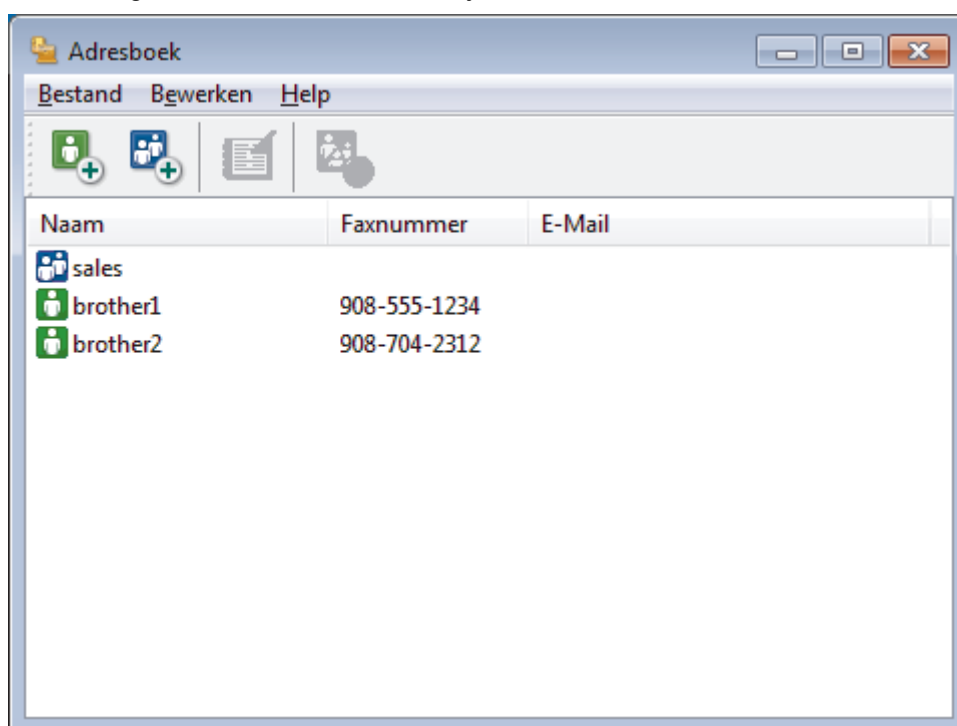 Adresboek
Bestand Bewerken Help
Naam Faxnummer E-Mail
sales
brother1 908-555-1234
brother2 908-704-2312